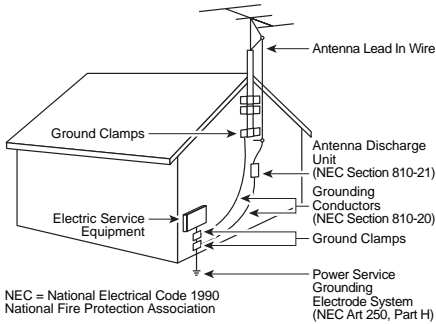 Antenna Lead In Wire
Ground Clamps
Antenna Discharge
Unit
(NEC Section 810-21)
Grounding
Conductors
(NEC Section 810-20)
Electric Service
Equipment
Ground Clamps
Power Service
Grounding
Electrode System
(NEC Art 250, Part H)
NEC = National Electrical Code 1990
National Fire Protection Association